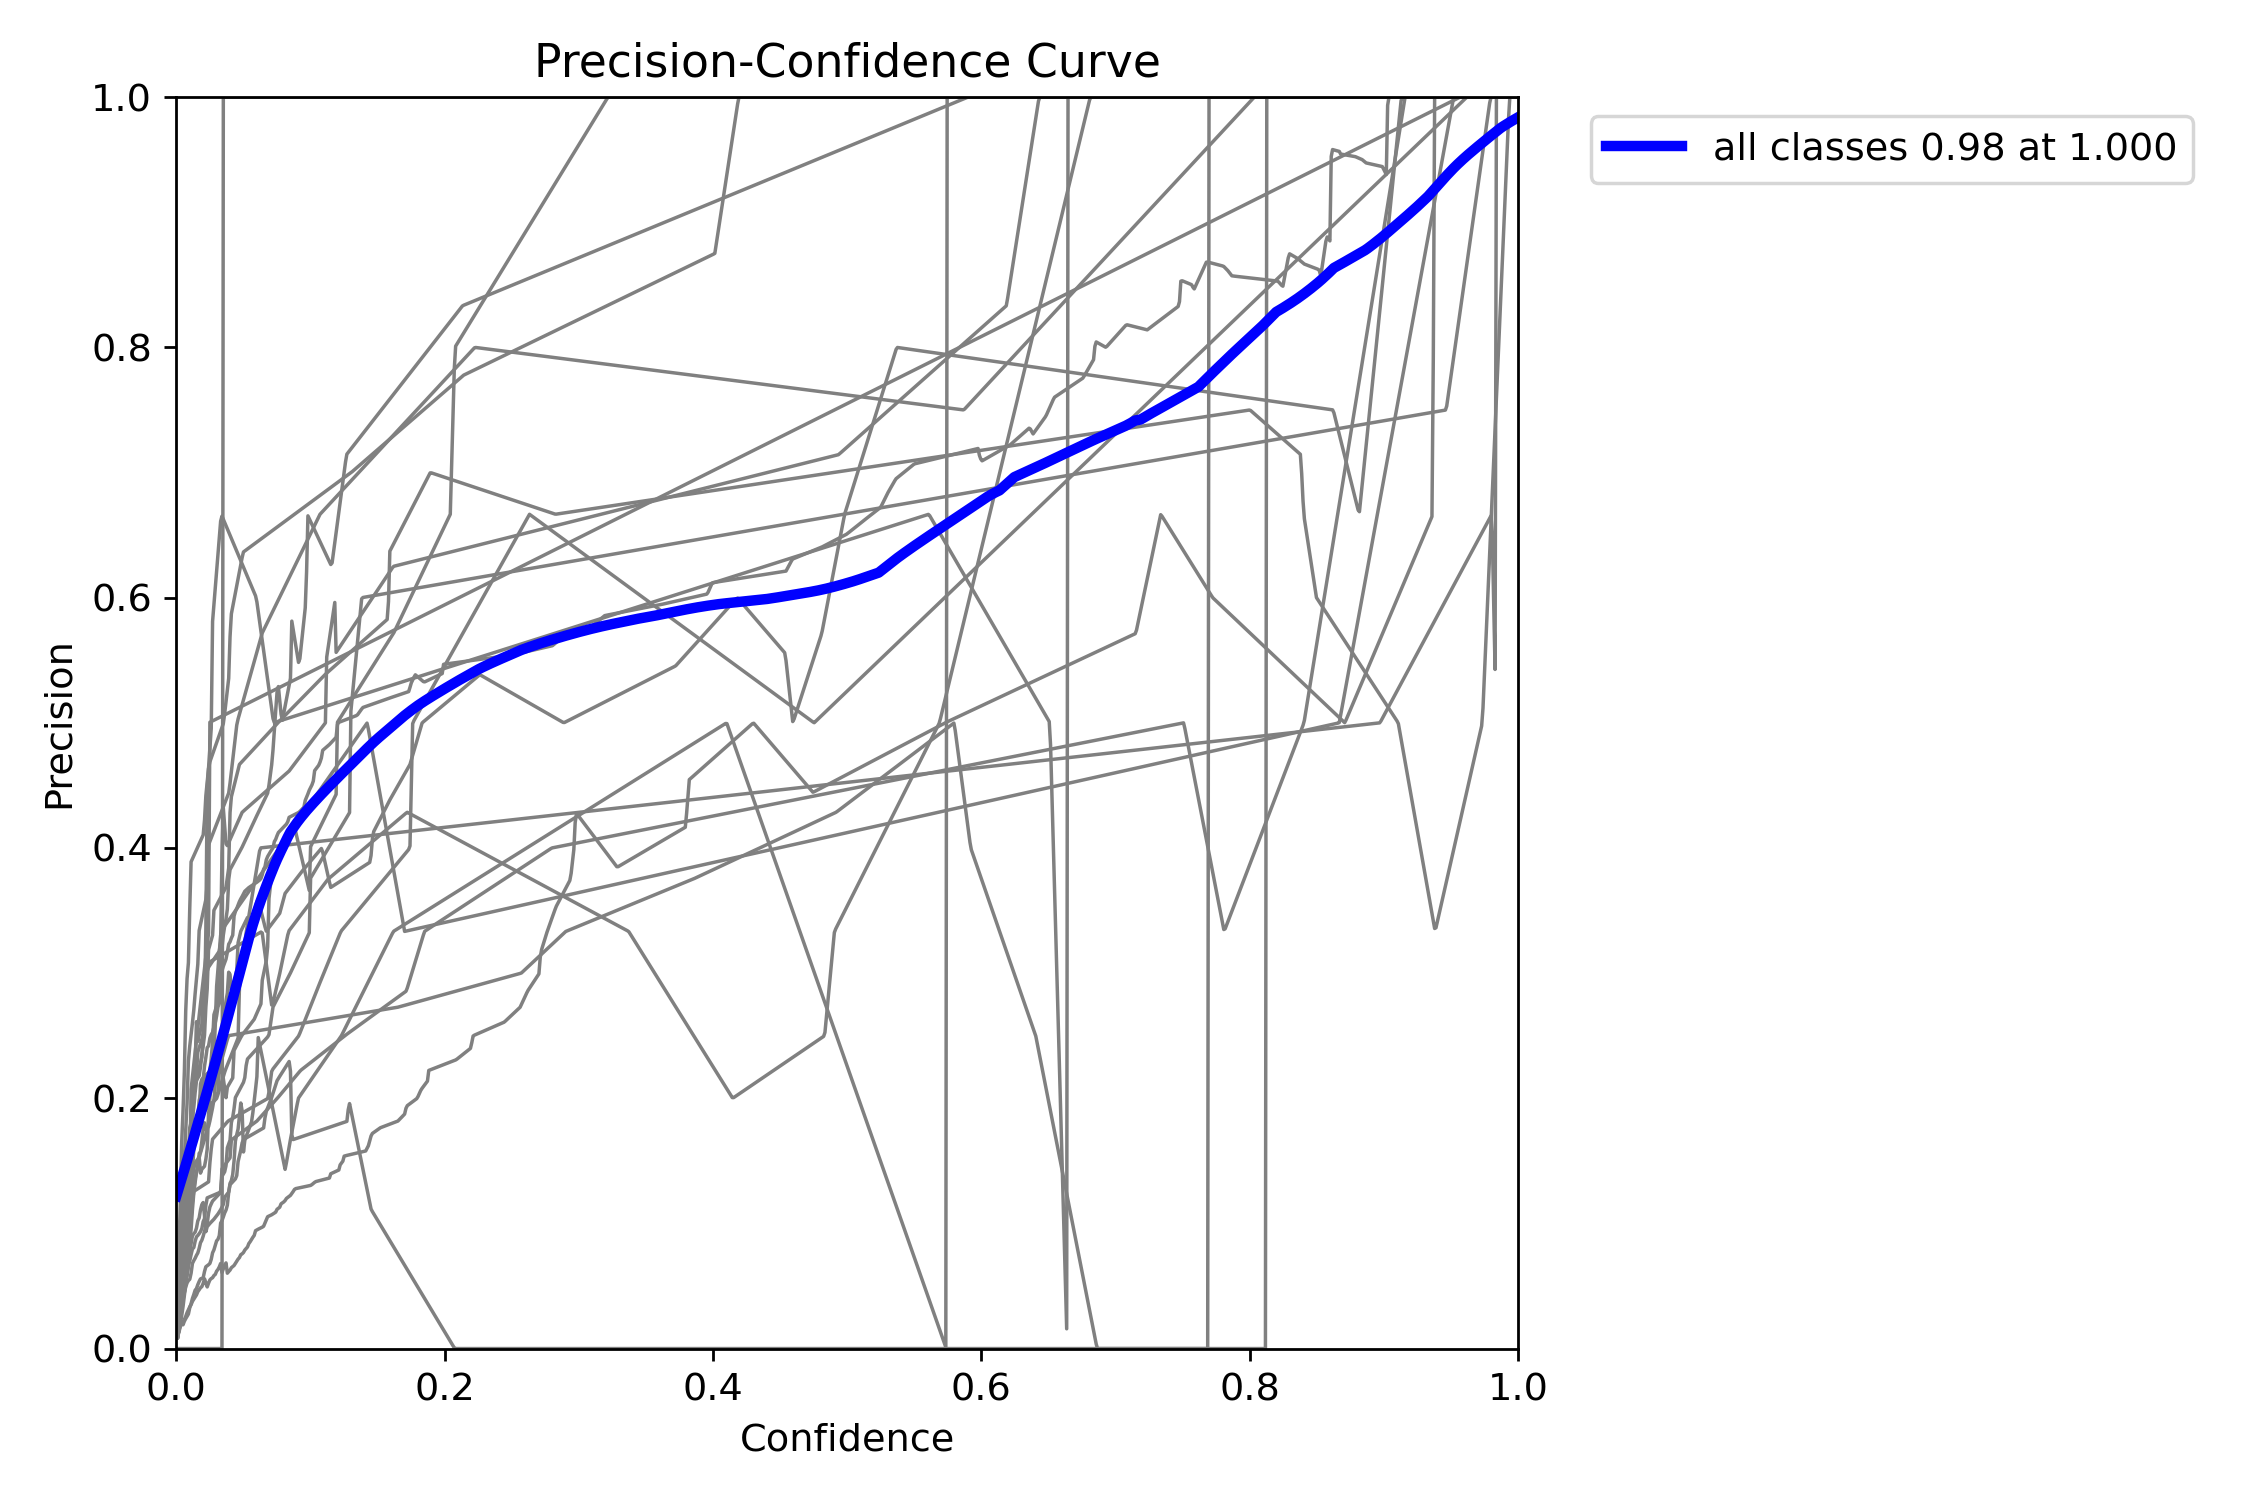 Precision-Confidence Curve
all classes 0.98 at 1.000
1.0
0.8
0.6
0.4
0.2
0.0
Precision
0.0 0.2 0.4 0.6 0.8 1.0
Confidence